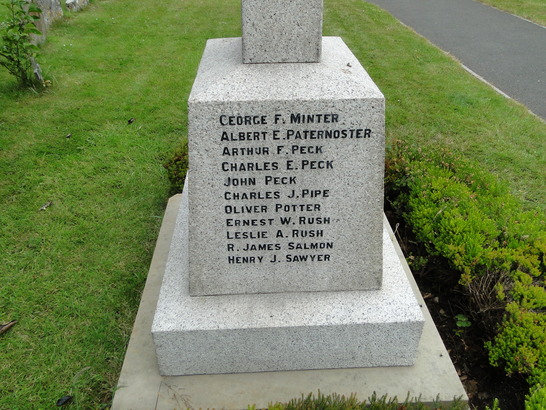 GEORGE F. MINTER.
ALBERT E. PATERNOSTER
ARTHUR F. PECK
CHARLES E. PECK
JOHN PECK
CHARLES J. PIPE
OLIVER POTTER
ERNEST W. RUSH
LESLIE A. RUSH
R. JAMES SALMON
HENRY J. SAWYER